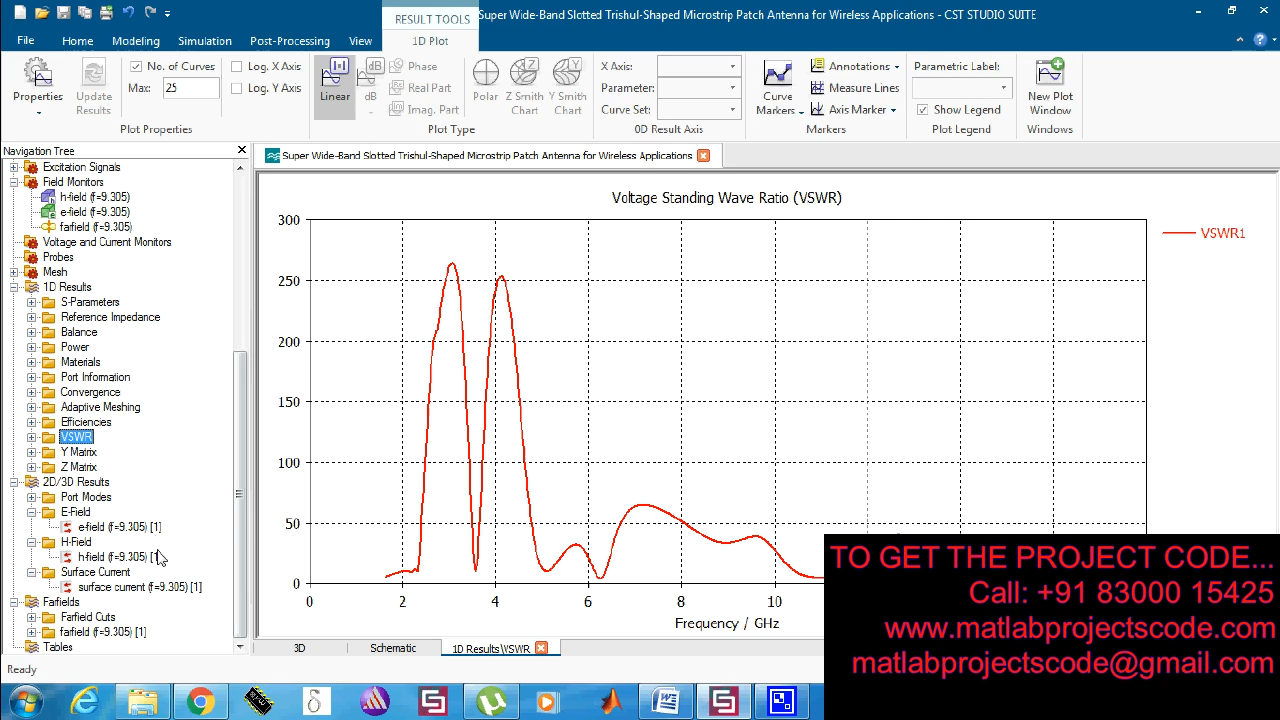 RESULT TOOLS
Super Wide-Band Slotted Trishul-Shaped Microstrip Patch Antenna for Wireless Applications - CST STUDIO SUITE
File Home Modeling Simulation Post-Processing View 1D Plot
Properties
Update Results
No. of Curves
Max: 25
Log. X Axis
Log. Y Axis
Plot Properties
Linear
dB
Phase
Real Part
Imag. Part
Polar
Z Smith Chart
Y Smith Chart
Plot Type
X Axis:
Parameter:
Curve Set:
0D Result Axis
Curve Markers
Annotations
Measure Lines
Axis Marker
Markers
Parametric Label:
Show Legend
Plot Legend
New Plot Window
Windows
Navigation Tree
Excitation Signals
Field Monitors
h-field (f=9.305)
e-field (f=9.305)
farfield (f=9.305)
Voltage and Current Monitors
Probes
Mesh
1D Results
S-Parameters
Reference Impedance
Balance
Power
Materials
Port Information
Convergence
Adaptive Meshing
Efficiencies
VSWR
Y Matrix
Z Matrix
2D/3D Results
Port Modes
E-Field
e-field (f=9.305) [1]
H-Field
h-field (f=9.305) [1]
Surface Current
surface current (f=9.305) [1]
Farfields
Farfield Cuts
farfield (f=9.305) [1]
Tables
Super Wide-Band Slotted Trishul-Shaped Microstrip Patch Antenna for Wireless Applications
Voltage Standing Wave Ratio (VSWR)
VSWR1
300
250
200
150
100
50
0
0 2 4 6 8 10
Frequency / GHz
3D Schematic 1D Results\VSWR
TO GET THE PROJECT CODE...
Call: +91 83000 15425
www.matlabprojectscode.com
matlabprojectscode@gmail.com
Ready